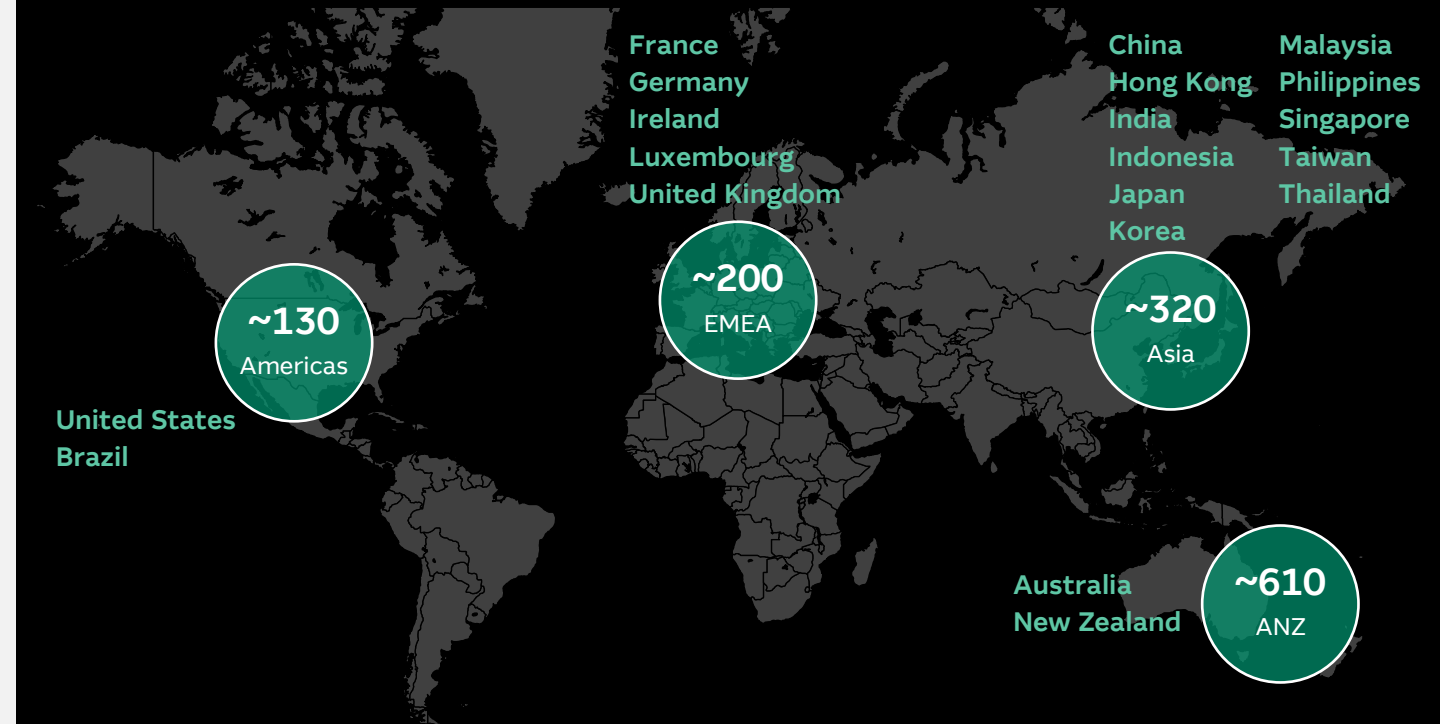 France
Germany
Ireland
Luxembourg
United Kingdom
China
Hong Kong
India
Indonesia
Japan
Korea
Malaysia
Philippines
Singapore
Taiwan
Thailand
~130
Americas
United States
Brazil
~200
EMEA
~320
Asia
Australia
New Zealand
~610
ANZ